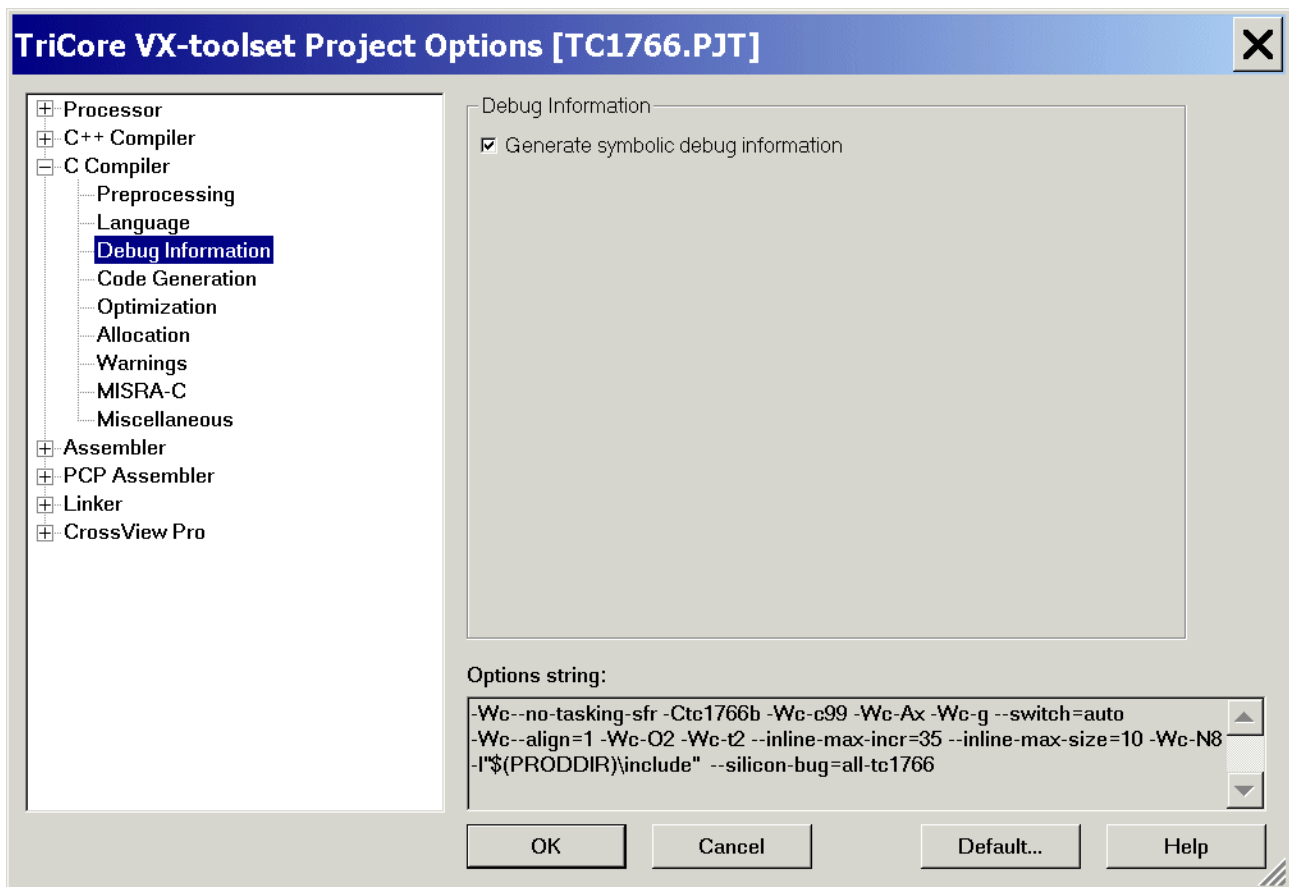 TriCore VX-toolset Project Options [TC1766.PJT]
Processor
C++ Compiler
C Compiler
Preprocessing
Language
Debug Information
Code Generation
Optimization
Allocation
Warnings
MISRA-C
Miscellaneous
Assembler
PCP Assembler
Linker
CrossView Pro
Debug Information
Generate symbolic debug information
Options string:
-Wc--no-tasking-sfr -Ctc1766b -Wc-c99 -Wc-Ax -Wc-g --switch=auto
-Wc--align=1 -Wc-O2 -Wc-t2 --inline-max-incr=35 --inline-max-size=10 -Wc-N8
-I"$(PRODDIR)\include" --silicon-bug=all-tc1766
OK
Cancel
Default...
Help